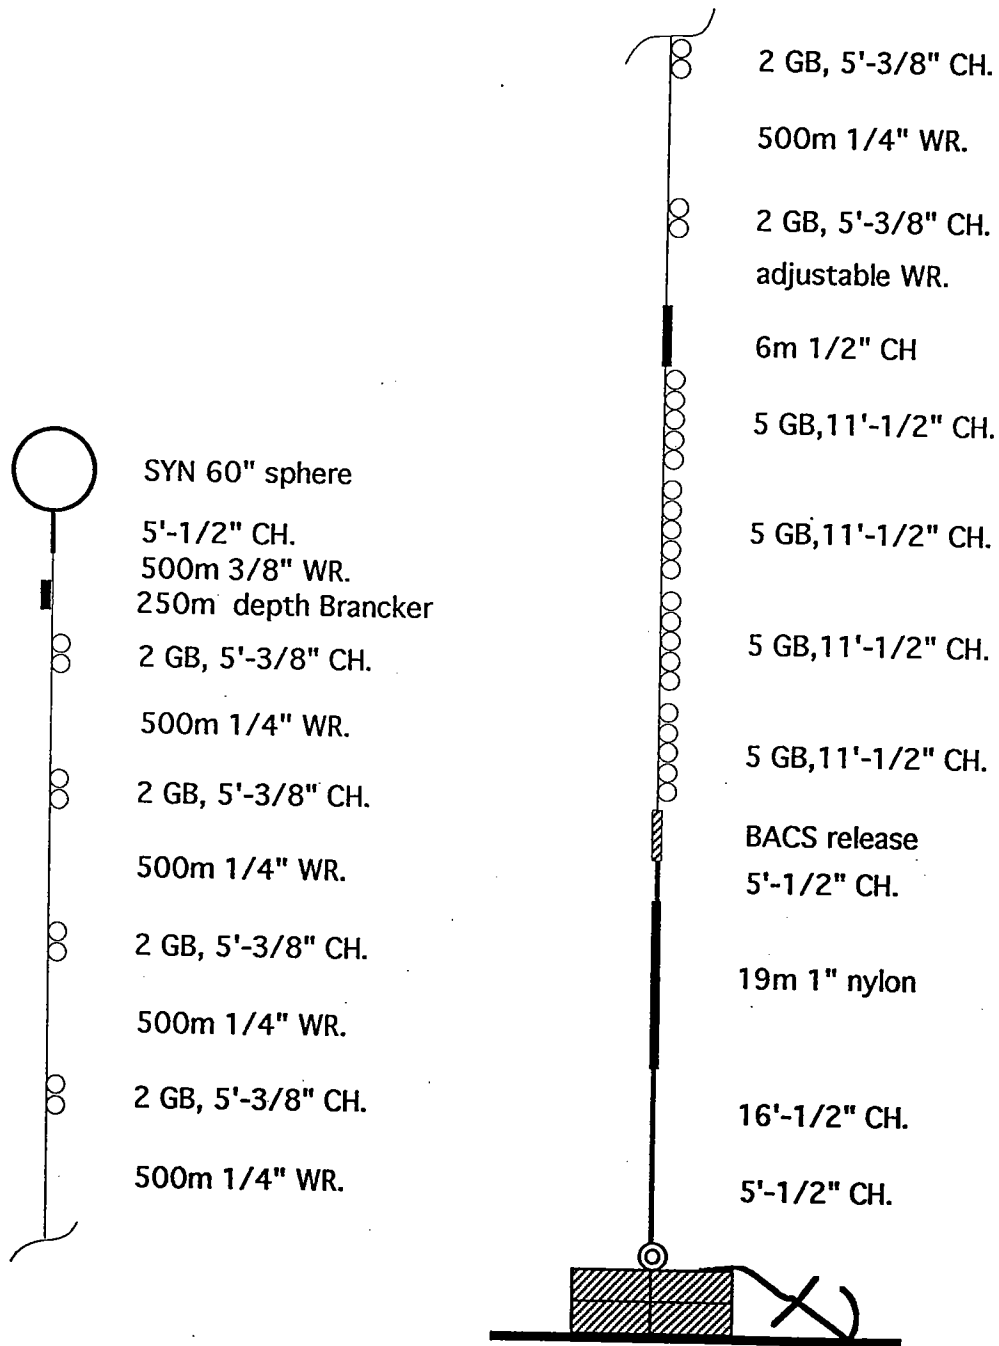 SYN 60" sphere
5'-1/2" CH.
500m 3/8" WR.
250m depth Brancker
2 GB, 5'-3/8" CH.
500m 1/4" WR.
2 GB, 5'-3/8" CH.
500m 1/4" WR.
2 GB, 5'-3/8" CH.
500m 1/4" WR.
2 GB, 5'-3/8" CH.
500m 1/4" WR.
2 GB, 5'-3/8" CH.
500m 1/4" WR.
2 GB, 5'-3/8" CH.
adjustable WR.
6m 1/2" CH
5 GB,11'-1/2" CH.
5 GB,11'-1/2" CH.
5 GB,11'-1/2" CH.
5 GB,11'-1/2" CH.
BACS release
5'-1/2" CH.
19m 1" nylon
16'-1/2" CH.
5'-1/2" CH.